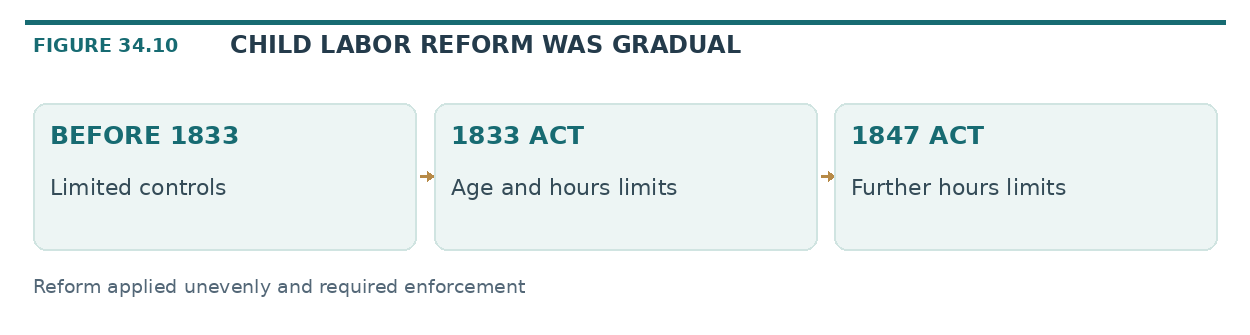 FIGURE 34.10 CHILD LABOR REFORM WAS GRADUAL
BEFORE 1833
Limited controls
1833 ACT
Age and hours limits
1847 ACT
Further hours limits
Reform applied unevenly and required enforcement